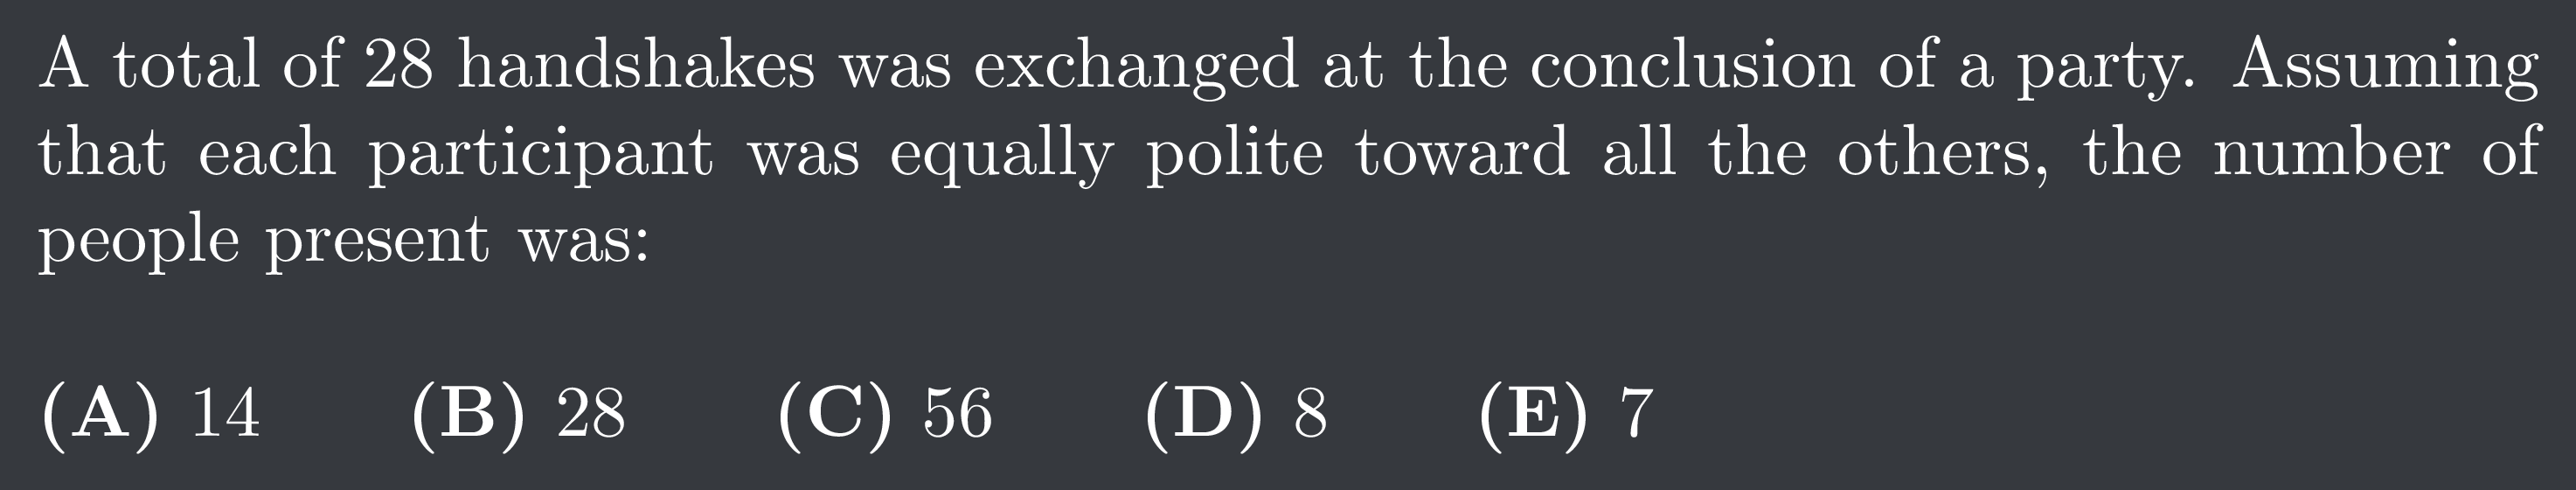 A total of 28 handshakes was exchanged at the conclusion of a party. Assuming
that each participant was equally polite toward all the others, the number of
people present was:
(A) 14 (B) 28 (C) 56 (D) 8 (E) 7